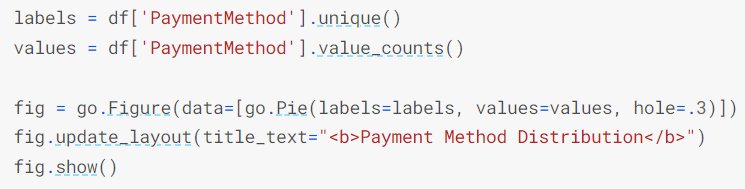 labels = df['PaymentMethod'].unique()
values = df['PaymentMethod'].value_counts()
fig = go.Figure(data=[go.Pie(labels=labels, values=values, hole=.3)])
fig.update_layout(title_text="<b>Payment Method Distribution</b>")
fig.show()